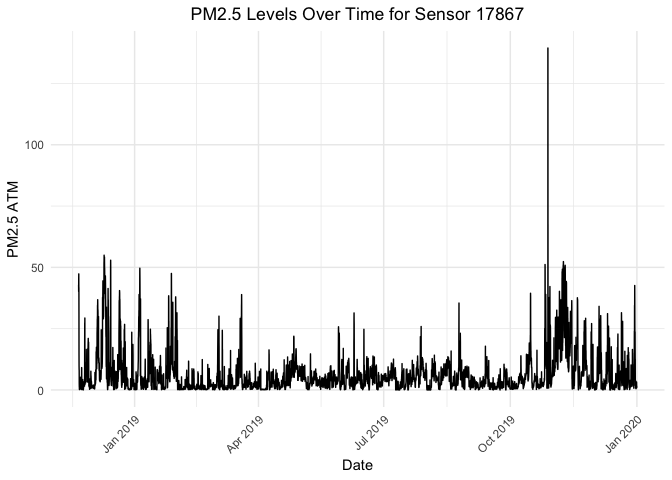 PM2.5 Levels Over Time for Sensor 17867
PM2.5 ATM
100
50
0
Jan 2019
Apr 2019
Jul 2019
Oct 2019
Jan 2020
Date